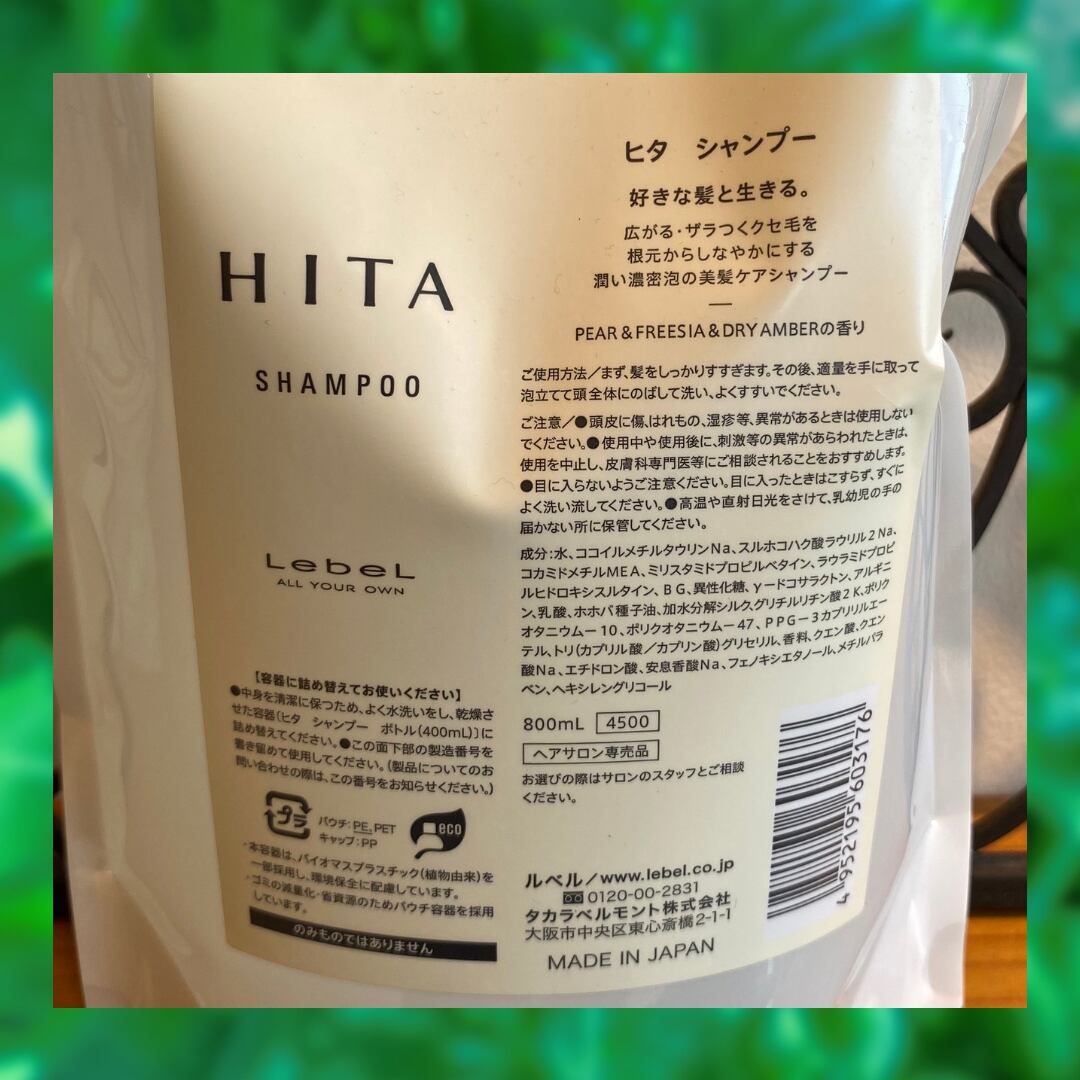 HITA
SHAMPOO
LebeL
ALL YOUR OWN
【容器に詰め替えてお使いください】
●中身を清潔に保つため、よく水洗いをし、乾燥さ
せた容器〔ヒタ　シャンプー　ボトル(400mL)〕に
詰め替えてください。●この面下部の製造番号を
書き留めて使用してください。(製品についてのお
問い合わせの際は、この番号をお知らせください。)
プラ
パウチ:PE,PET
キャップ:PP
eco
・本容器は、バイオマスプラスチック(植物由来)を
一部採用し、環境保全に配慮しています。
・ゴミの減量化・省資源のためパウチ容器を採用
しています。
のみものではありません
ヒタ　シャンプー
好きな髪と生きる。
広がる・ザラつくクセ毛を
根元からしなやかにする
潤い濃密泡の美髪ケアシャンプー
PEAR＆FREESIA＆DRY AMBERの香り
ご使用方法／まず、髪をしっかりすすぎます。その後、適量を手に取って
泡立てて頭全体にのばして洗い、よくすすいでください。
ご注意／●頭皮に傷、はれもの、湿疹等、異常があるときは使用しない
でください。●使用中や使用後に、刺激等の異常があらわれたときは、
使用を中止し、皮膚科専門医等にご相談されることをおすすめします。
●目に入らないようご注意ください。目に入ったときはこすらず、すぐに
よく洗い流してください。●高温や直射日光をさけて、乳幼児の手の
届かない所に保管してください。
成分:水、ココイルメチルタウリンNa、スルホコハク酸ラウリル2Na、
コカミドメチルMEA、ミリスタミドプロピルベタイン、ラウラミドプロピ
ルヒドロキシスルタイン、BG、異性化糖、γードコサラクトン、アルギニ
ン、乳酸、ホホバ種子油、加水分解シルク、グリチルリチン酸2K、ポリク
オタニウムー10、ポリクオタニウムー47、PPGー3カプリリルエー
テル、トリ(カプリル酸／カプリン酸)グリセリル、香料、クエン酸、クエン
酸Na、エチドロン酸、安息香酸Na、フェノキシエタノール、メチルパラ
ベン、ヘキシレングリコール
800mL 4500
ヘアサロン専売品
お選びの際はサロンのスタッフとご相談
ください。
ルベル／www.lebel.co.jp
0120-00-2831
タカラベルモント株式会社
大阪市中央区東心斎橋2-1-1
MADE IN JAPAN
4 952195 603176